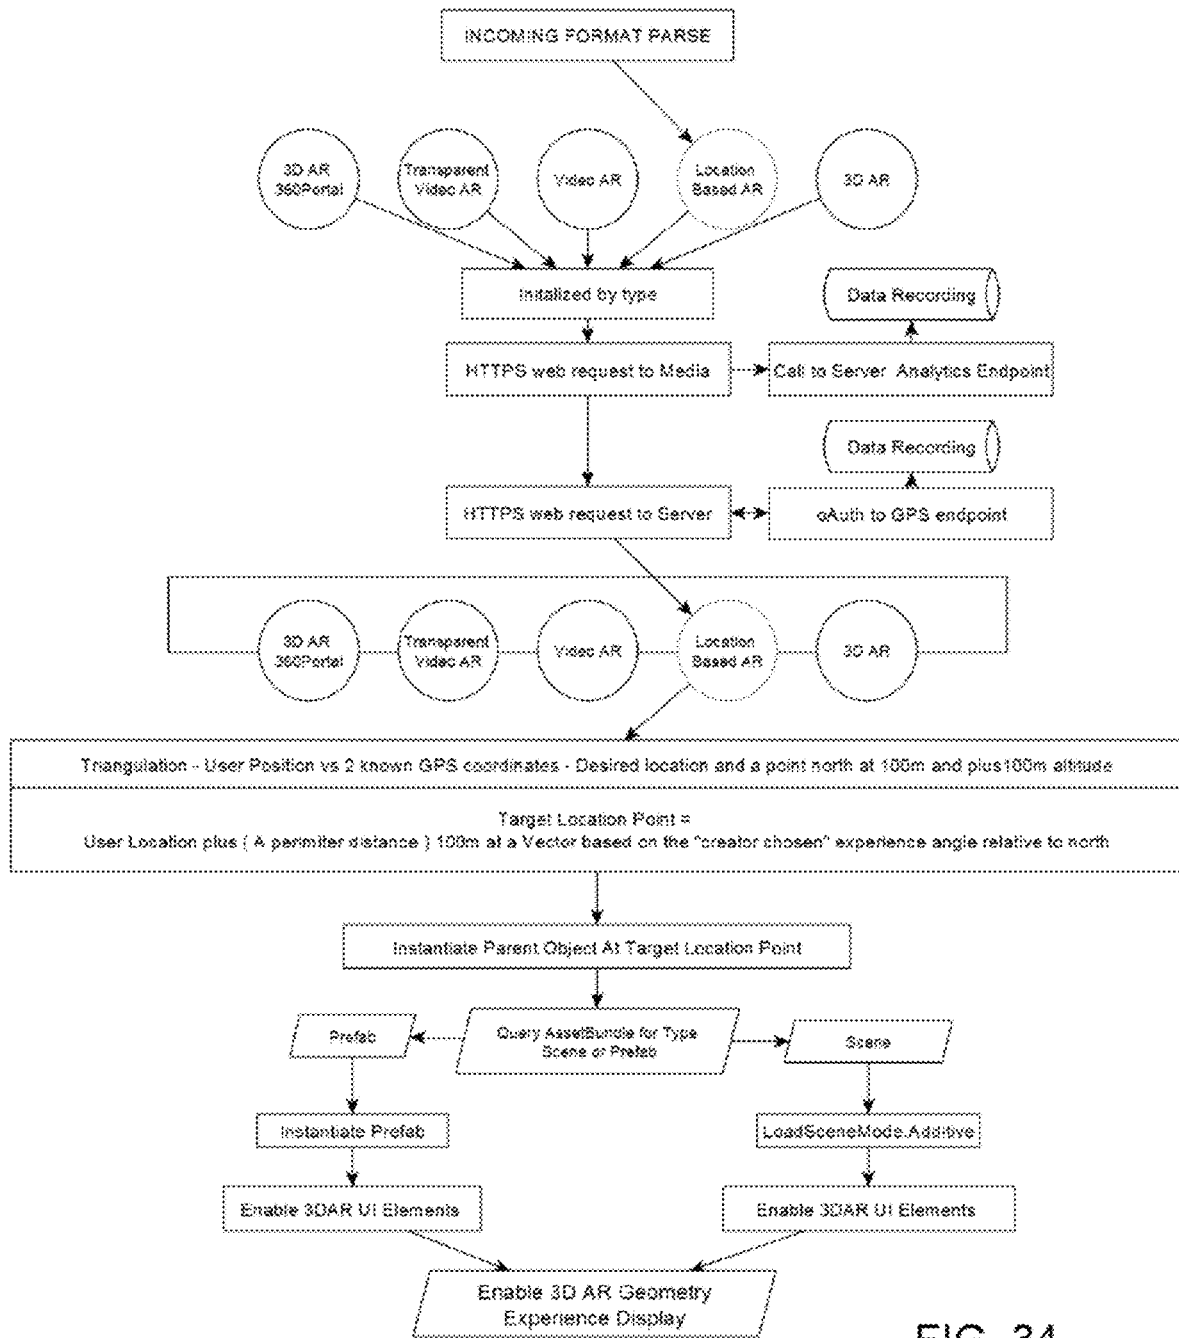 INCOMING FORMAT PARSE
3D AR
360Portal
Transparent
Video AR
Video AR
Location
Based AR
3D AR
Initalized by type
Data Recording
HTTPS web request to Media
Call to Server Analytics Endpoint
Data Recording
HTTPS web request to Server
oAuth to GPS endpoint
3D AR
360Portal
Transparent
Video AR
Video AR
Location
Based AR
3D AR
Triangulation - User Position vs 2 known GPS coordinates - Desired location and a point north at 100m and plus100m altitude
Target Location Point =
User Location plus ( A permiter distance ) 100m at a Vector based on the "creator chosen" experience angle relative to north
Instantiate Parent Object At Target Location Point
Prefab
Query AssetBundle for Type
Scene or Prefab
Scene
Instantiate Prefab
LoadSceneMode.Additive
Enable 3DAR UI Elements
Enable 3DAR UI Elements
Enable 3D AR Geometry
Experience Display
FIG. 34